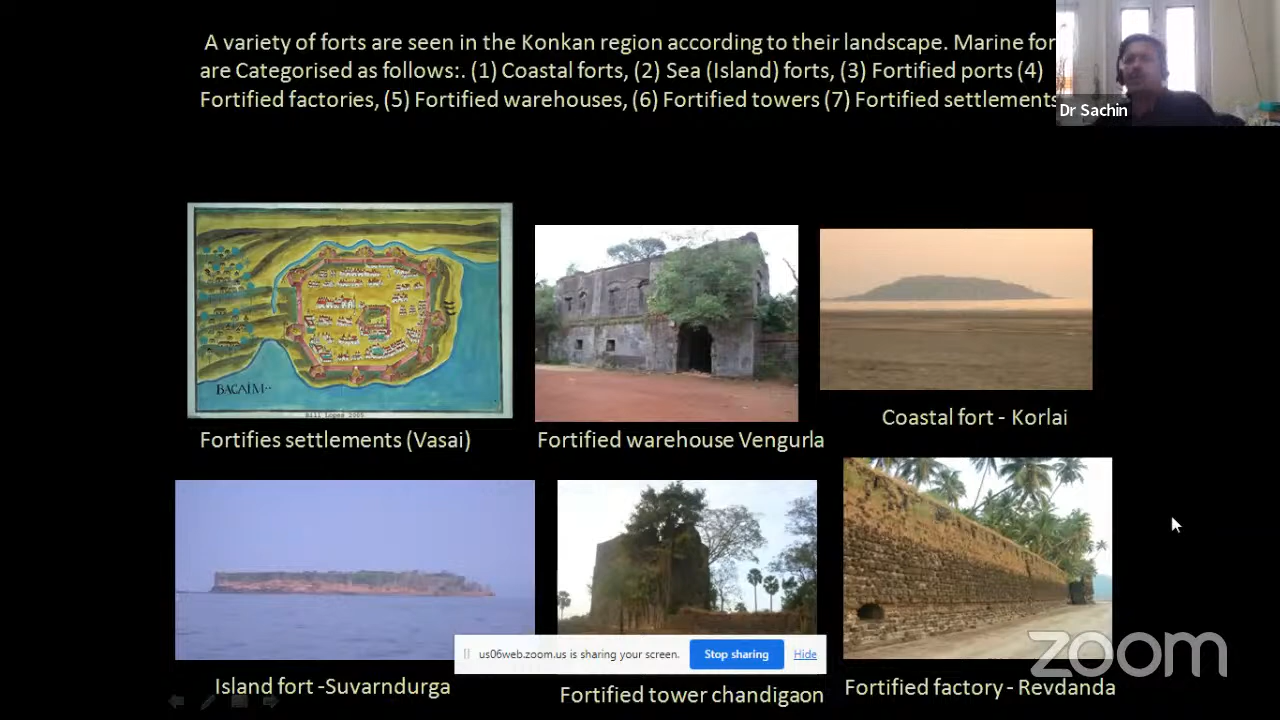 A variety of forts are seen in the Konkan region according to their landscape. Marine for
are Categorised as follows:. (1) Coastal forts, (2) Sea (Island) forts, (3) Fortified ports (4)
Fortified factories, (5) Fortified warehouses, (6) Fortified towers (7) Fortified settlements
Dr Sachin
BACAIM..
Bill Lopes 2005
Fortifies settlements (Vasai)
Fortified warehouse Vengurla
Coastal fort - Korlai
us06web.zoom.us is sharing your screen.
Stop sharing
Hide
zoom
Island fort -Suvarndurga
Fortified tower chandigaon
Fortified factory - Revdanda